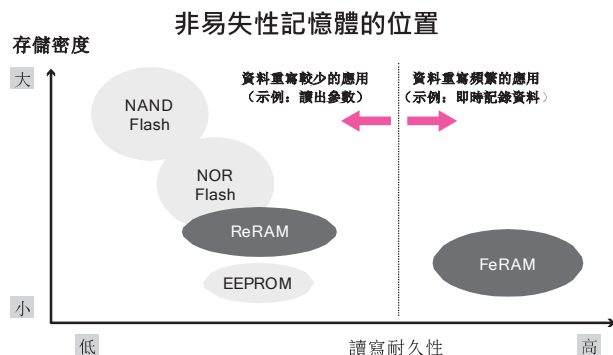 非易失性記憶體的位置
存儲密度
大
資料重寫較少的應用
（示例：讀出參數）
資料重寫頻繁的應用
（示例：即時記錄資料）
NAND
Flash
NOR
Flash
ReRAM
EEPROM
FeRAM
小
低
讀寫耐久性
高